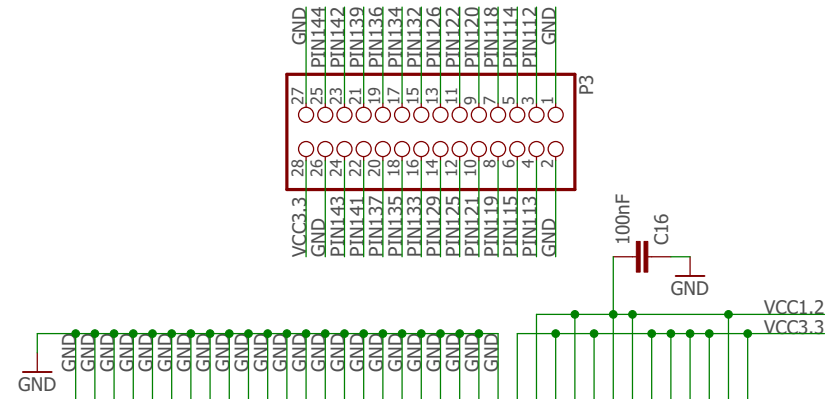 GND PIN144 PIN142 PIN139 PIN136 PIN134 PIN132 PIN126 PIN122 PIN120 PIN118 PIN114 PIN112 GND
27 25 23 21 19 17 15 13 11 9 7 5 3 1
P3
28 26 24 22 20 18 16 14 12 10 8 6 4 2
VCC3.3 GND PIN143 PIN141 PIN137 PIN135 PIN133 PIN129 PIN125 PIN121 PIN119 PIN115 PIN113 GND
100nF
C16
GND
VCC1.2
VCC3.3
GND GND GND GND GND GND GND GND GND GND GND GND GND GND GND GND GND GND GND GND GND GND GND
GND